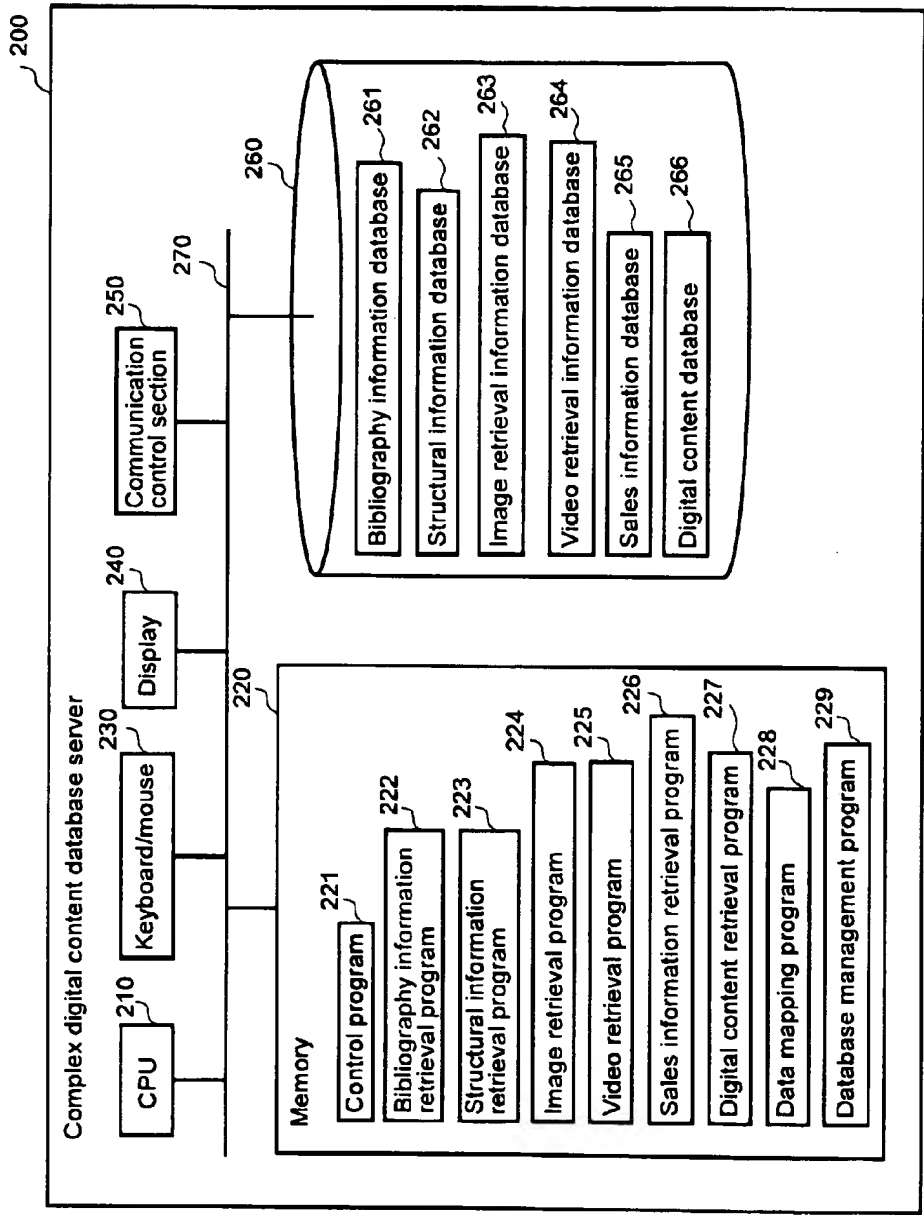 200
Complex digital content database server
210
CPU
230
Keyboard/mouse
240
Display
250
Communication
control section
270
220
Memory
221
Control program
222
Bibliography information
retrieval program
223
Structural information
retrieval program
224
Image retrieval program
225
Video retrieval program
226
Sales information retrieval program
227
Digital content retrieval program
228
Data mapping program
229
Database management program
260
261
Bibliography information database
262
Structural information database
263
Image retrieval information database
264
Video retrieval information database
265
Sales information database
266
Digital content database